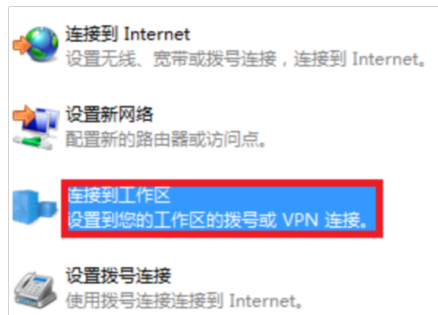 连接到 Internet
设置无线、宽带或拨号连接，连接到 Internet。
设置新网络
配置新的路由器或访问点。
连接到工作区
设置到您的工作区的拨号或 VPN 连接。
设置拨号连接
使用拨号连接连接到 Internet。